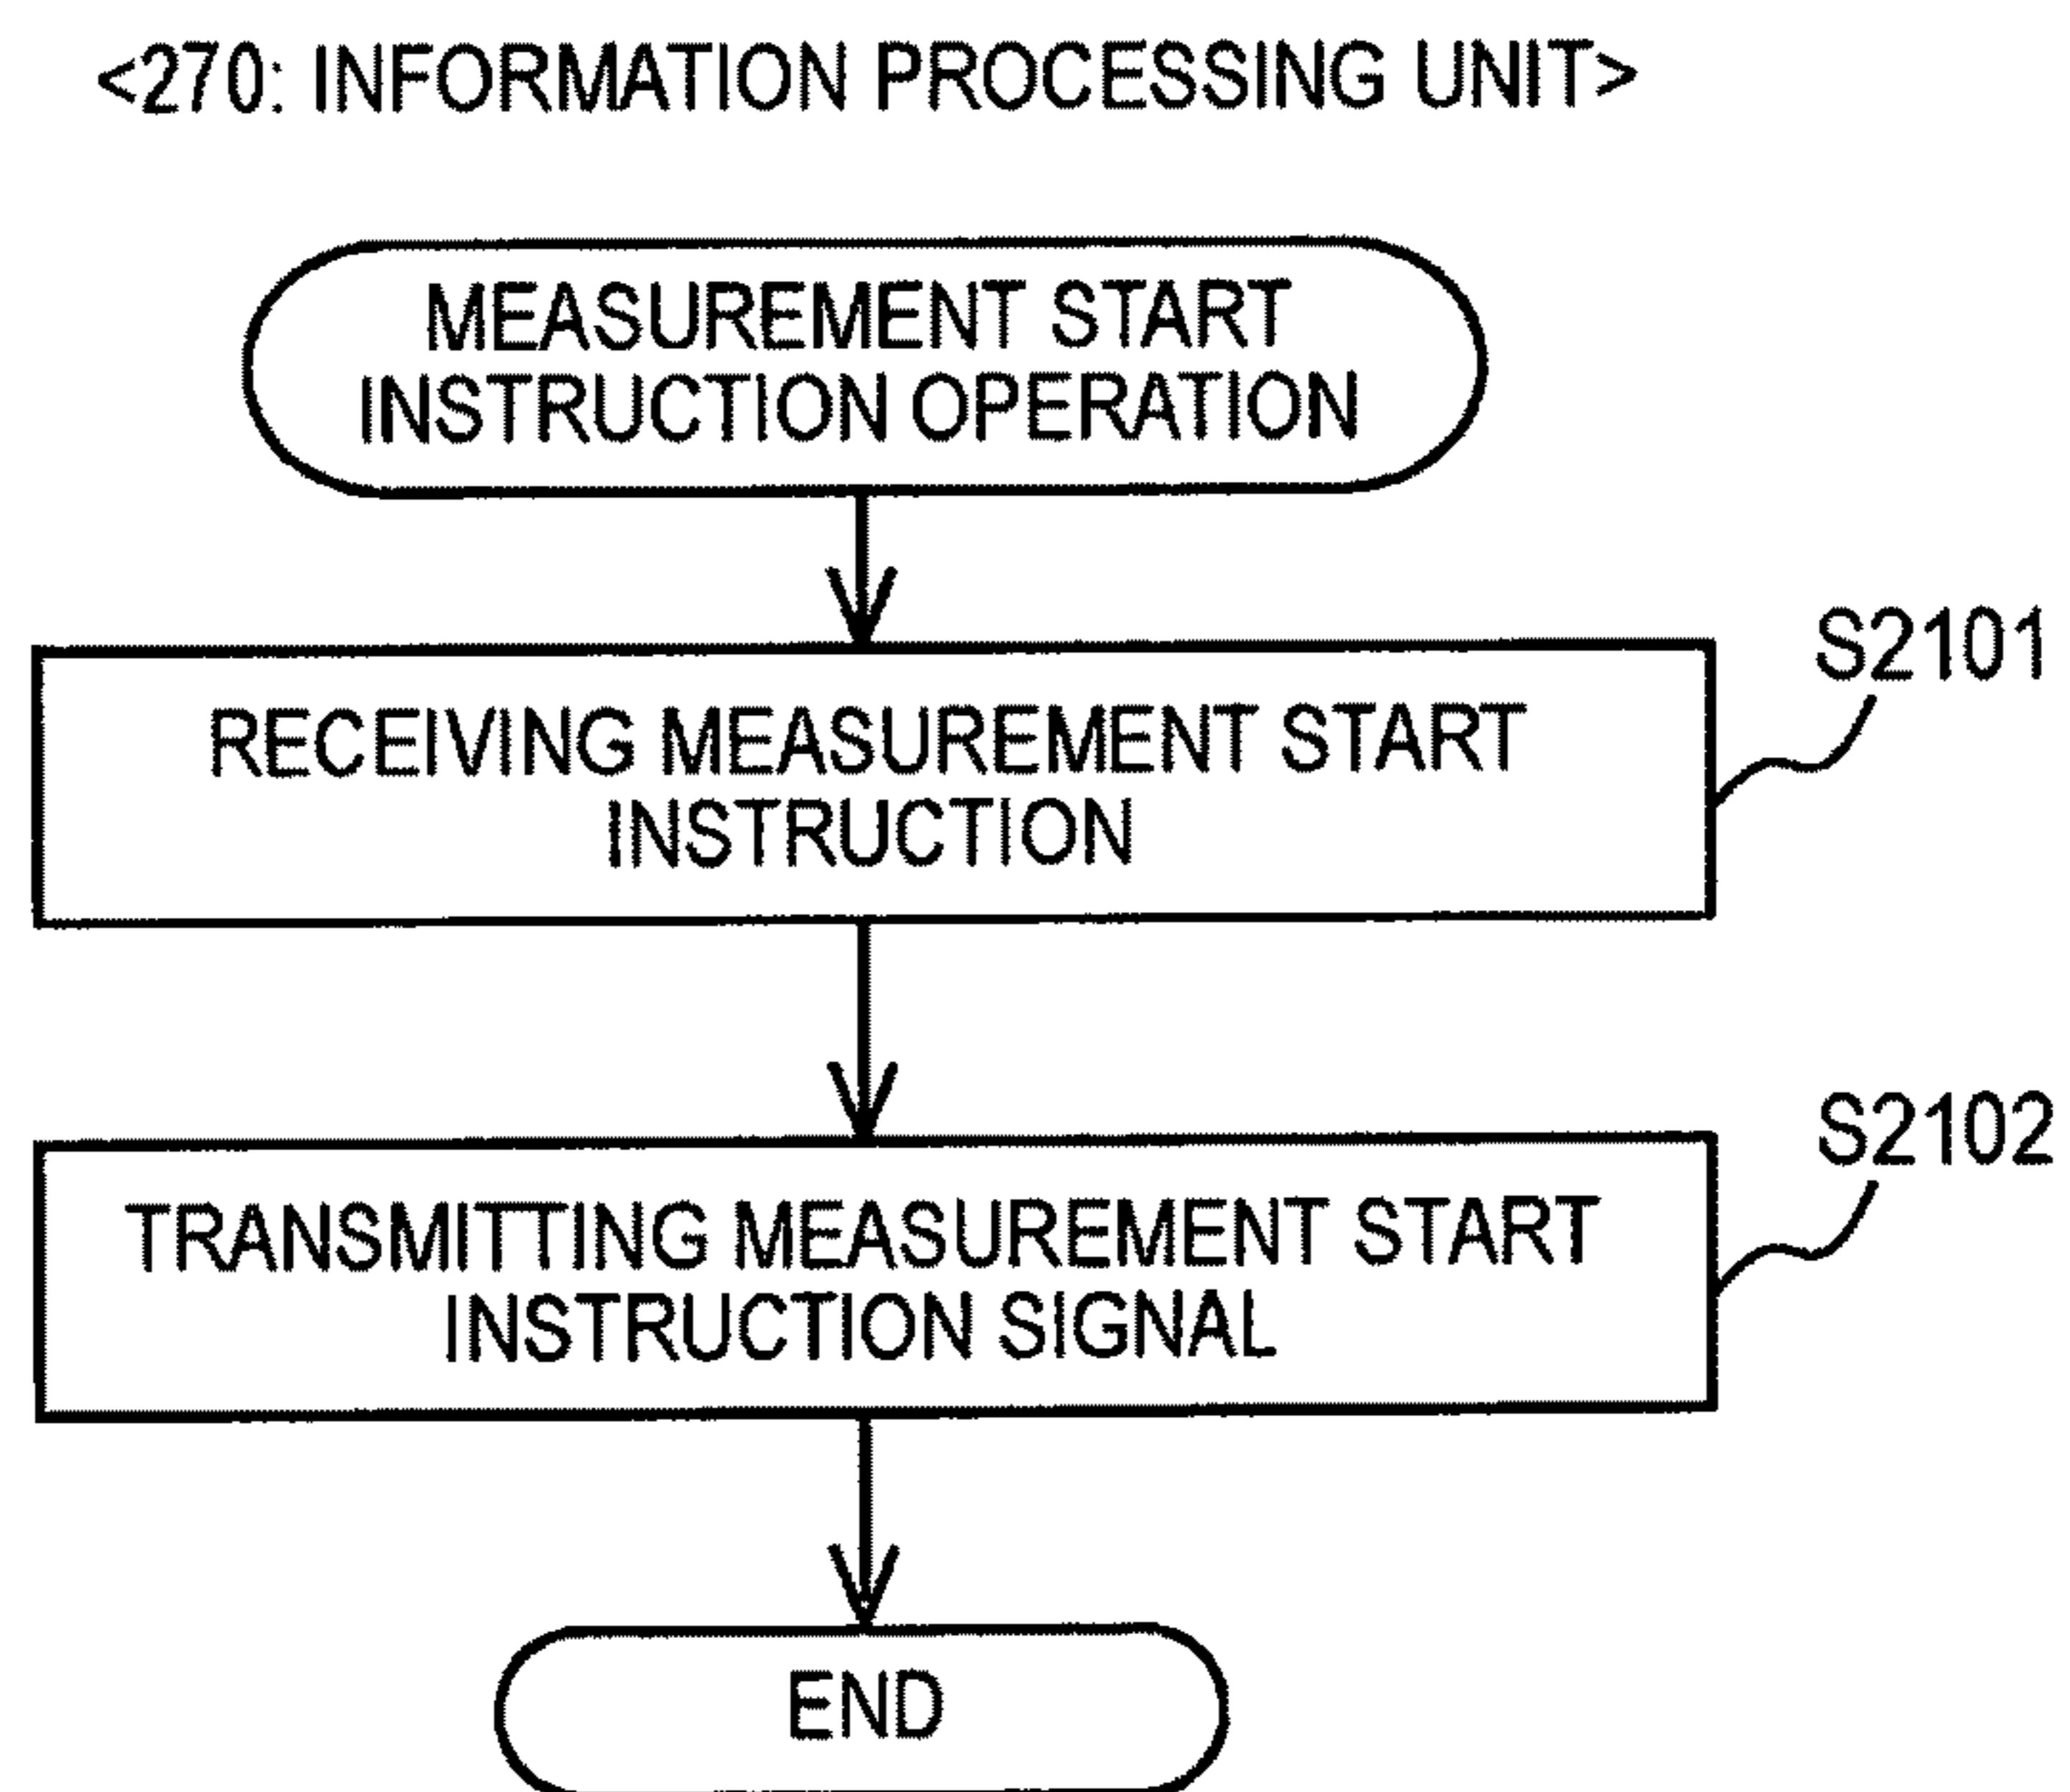 <270: INFORMATION PROCESSING UNIT>
MEASUREMENT START
INSTRUCTION OPERATION
S2101
RECEIVING MEASUREMENT START
INSTRUCTION
S2102
TRANSMITTING MEASUREMENT START
INSTRUCTION SIGNAL
END